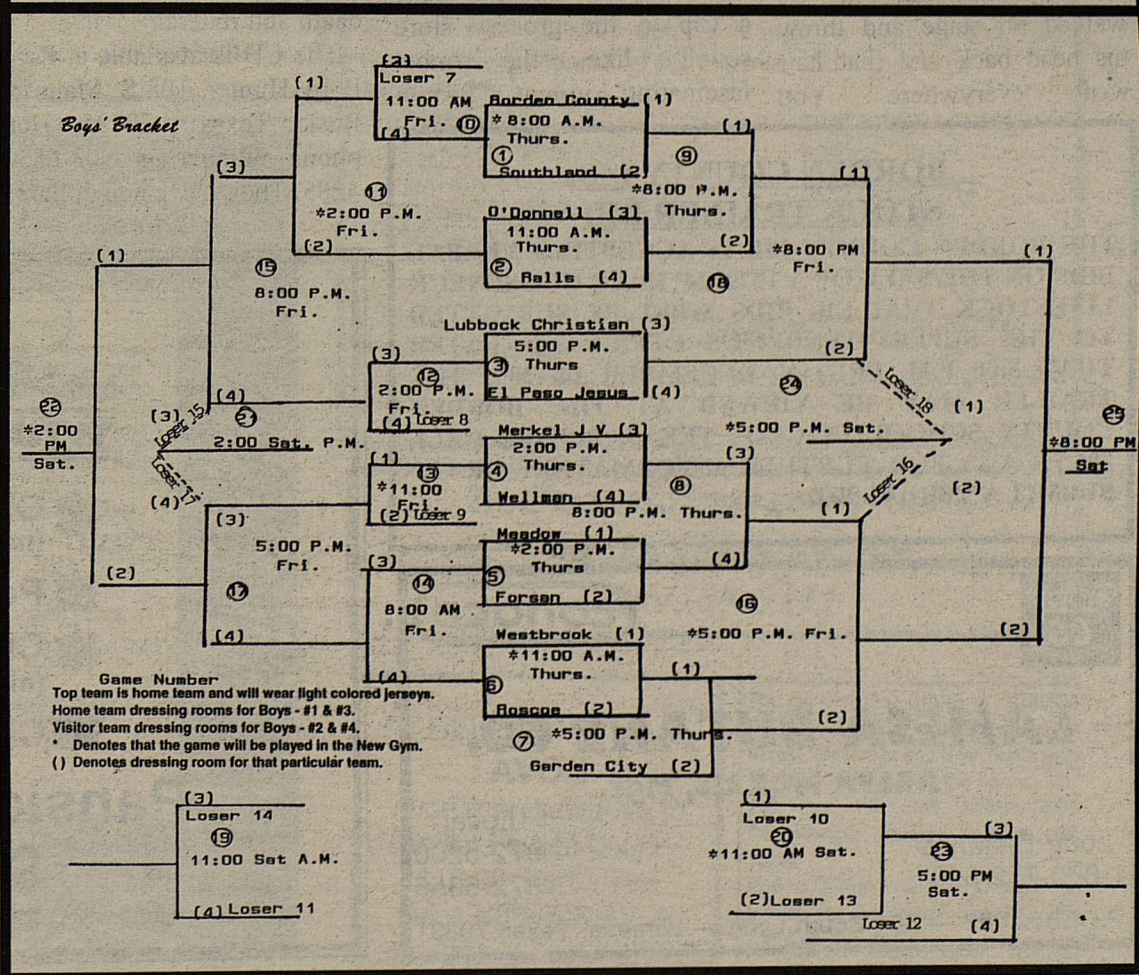 Boys' Bracket
(3)
Loser 7
11:00 AM
Fri.
10
(4)
(1)
Borden County (1)
* 8:00 A.M.
Thurs.
1
Southland (2)
(1)
9
*8:00 P.M.
Thurs.
(3)
11
*2:00 P.M.
Fri.
(2)
O'Donnell (3)
11:00 A.M.
Thurs.
2
Ralls (4)
(2)
(1)
*8:00 PM
Fri.
18
(1)
(1)
15
8:00 P.M.
Fri.
Lubbock Christian (3)
5:00 P.M.
Thurs
3
El Paso Jesus (4)
(2)
Loser 18
(3)
12
2:00 P.M.
Fri.
(4) Loser 8
24
(1)
*5:00 P.M. Sat.
Loser 16
(2)
22
*2:00
PM
Sat.
(4)
(3)
Loser 15
21
2:00 Sat. P.M.
(4)
(1)
13
*11:00
Fri.
(2) Loser 9
Merkel J V (3)
2:00 P.M.
Thurs.
4
Wellman (4)
8
8:00 P.M. Thurs.
(3)
(1)
25
*8:00 PM
Sat
(3)
5:00 P.M.
Fri.
17
(2)
(4)
(3)
14
8:00 AM
Fri.
(4)
Meadow (1)
*2:00 P.M.
Thurs
5
Forsan (2)
(4)
16
*5:00 P.M. Fri.
(2)
Westbrook (1)
*11:00 A.M.
Thurs.
6
Roscoe (2)
(1)
7
*5:00 P.M. Thurs.
(2)
Garden City (2)
Game Number
Top team is home team and will wear light colored jerseys.
Home team dressing rooms for Boys - #1 & #3.
Visitor team dressing rooms for Boys - #2 & #4.
* Denotes that the game will be played in the New Gym.
( ) Denotes dressing room for that particular team.
(3)
Loser 14
19
11:00 Sat A.M.
(4) Loser 11
(1)
Loser 10
20
*11:00 AM Sat.
(2)Loser 13
(3)
23
5:00 PM
Sat.
Loser 12 (4)